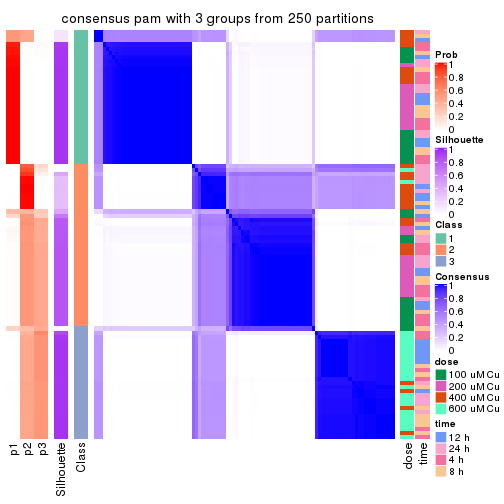 consensus pam with 3 groups from 250 partitions
Prob
1
0.8
0.6
0.4
0.2
0
Silhouette
1
0.8
0.6
0.4
0.2
0
Class
1
2
3
Consensus
1
0.8
0.6
0.4
0.2
0
dose
100 uM Cu
200 uM Cu
400 uM Cu
600 uM Cu
time
12 h
24 h
4 h
8 h
p1
p2
p3
Silhouette
Class
dose
time